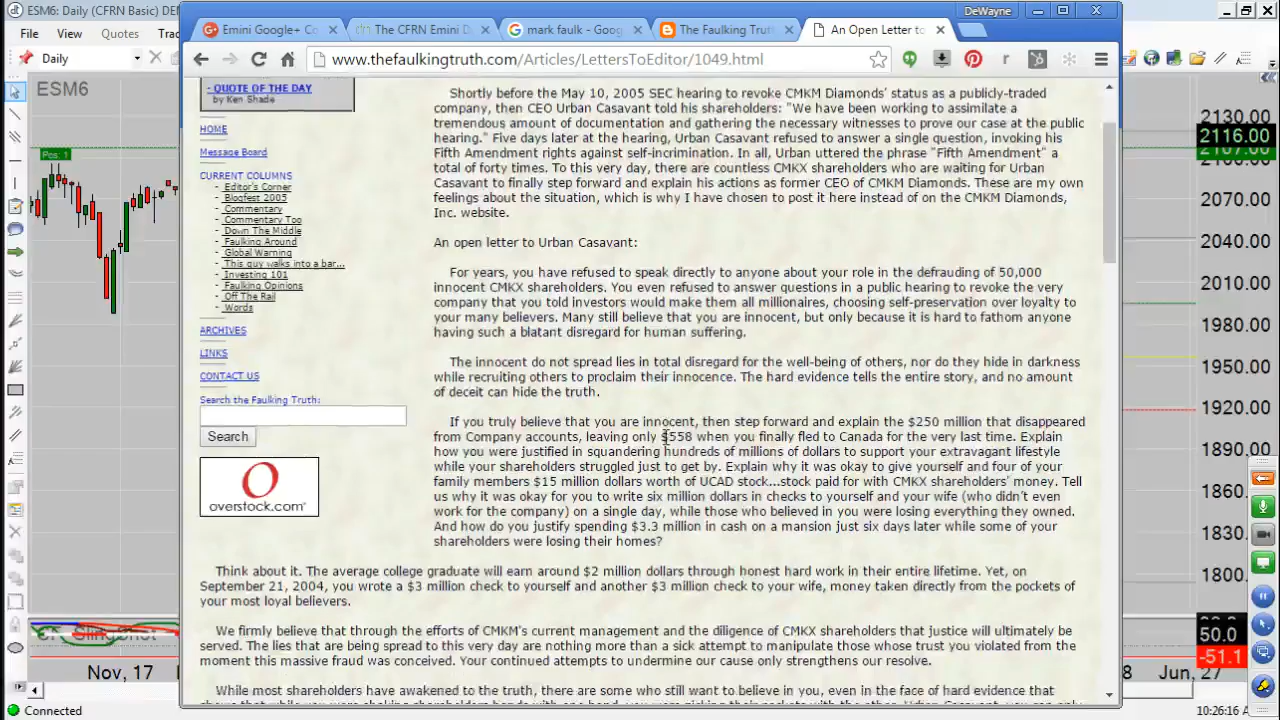 ESM6: Daily (CFRN Basic) DEM
DeWayne
Emini Google+ Co
The CFRN Emini D
mark faulk - Goog
The Faulking Truth
An Open Letter to
File
View
Quotes
www.thefaulkingtruth.com/Articles/LettersToEditor/1049.html
Daily
ESM6
Pos: 1
- QUOTE OF THE DAY
by Ken Shade
HOME
Message Board
CURRENT COLUMNS
- Editor's Corner
- Blogfest 2005
- Commentary
- Commentary Too
- Down The Middle
- Faulking Around
- Global Warning
- This guy walks into a bar...
- Investing 101
- Faulking Opinions
- Off The Rail
- Words
ARCHIVES
LINKS
CONTACT US
Search the Faulking Truth:
Search
overstock.com
Shortly before the May 10, 2005 SEC hearing to revoke CMKM Diamonds' status as a publicly-traded
company, then CEO Urban Casavant told his shareholders: "We have been working to assimilate a
tremendous amount of documentation and gathering the necessary witnesses to prove our case at the public
hearing." Five days later at the hearing, Urban Casavant refused to answer a single question, invoking his
Fifth Amendment rights against self-incrimination. In all, Urban uttered the phrase "Fifth Amendment" a
total of forty times. To this very day, there are countless CMKX shareholders who are waiting for Urban
Casavant to finally step forward and explain his actions as former CEO of CMKM Diamonds. These are my own
feelings about the situation, which is why I have chosen to post it here instead of on the CMKM Diamonds,
Inc. website.
An open letter to Urban Casavant:
For years, you have refused to speak directly to anyone about your role in the defrauding of 50,000
innocent CMKX shareholders. You even refused to answer questions in a public hearing to revoke the very
company that you told investors would make them all millionaires, choosing self-preservation over loyalty to
your many believers. Many still believe that you are innocent, but only because it is hard to fathom anyone
having such a blatant disregard for human suffering.
The innocent do not spread lies in total disregard for the well-being of others, nor do they hide in darkness
while recruiting others to proclaim their innocence. The hard evidence tells the entire story, and no amount
of deceit can hide the truth.
If you truly believe that you are innocent, then step forward and explain the $250 million that disappeared
from Company accounts, leaving only $558 when you finally fled to Canada for the very last time. Explain
how you were justified in squandering hundreds of millions of dollars to support your extravagant lifestyle
while your shareholders struggled just to get by. Explain why it was okay to give yourself and four of your
family members $15 million dollars worth of UCAD stock...stock paid for with CMKX shareholders' money. Tell
us why it was okay for you to write six million dollars in checks to yourself and your wife (who didn't even
work for the company) on a single day, while those who believed in you were losing everything they owned.
And how do you justify spending $3.3 million in cash on a mansion just six days later while some of your
shareholders were losing their homes?
Think about it. The average college graduate will earn around $2 million dollars through honest hard work in their entire lifetime. Yet, on
September 21, 2004, you wrote a $3 million check to yourself and another $3 million check to your wife, money taken directly from the pockets of
your most loyal believers.
We firmly believe that through the efforts of CMKM's current management and the diligence of CMKX shareholders that justice will ultimately be
served. The lies that are being spread to this very day are nothing more than a sick attempt to manipulate those whose trust you violated from the
moment this massive fraud was conceived. Your continued attempts to undermine our cause only strengthens our resolve.
While most shareholders have awakened to the truth, there are some who still want to believe in you, even in the face of hard evidence that
2130.00
2116.00
2107.00
2100.00
2070.00
2040.00
2010.00
1980.00
1950.00
1920.00
1890.00
1860.00
1830.00
1800.00
50.0
-51.1
CFRN SlingShot
Nov, 17
8
Jun, 27
Connected
10:26:16 AM